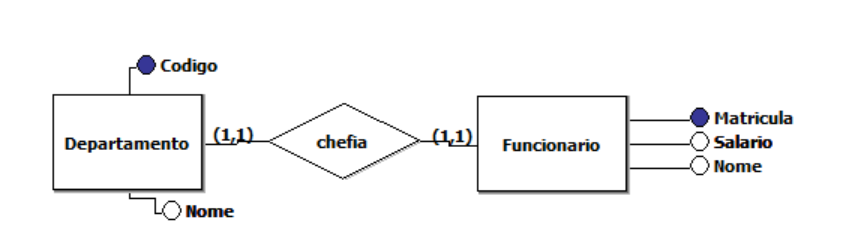 Codigo
Departamento
(1,1)
chefia
(1,1)
Funcionario
Matricula
Salario
Nome
Nome